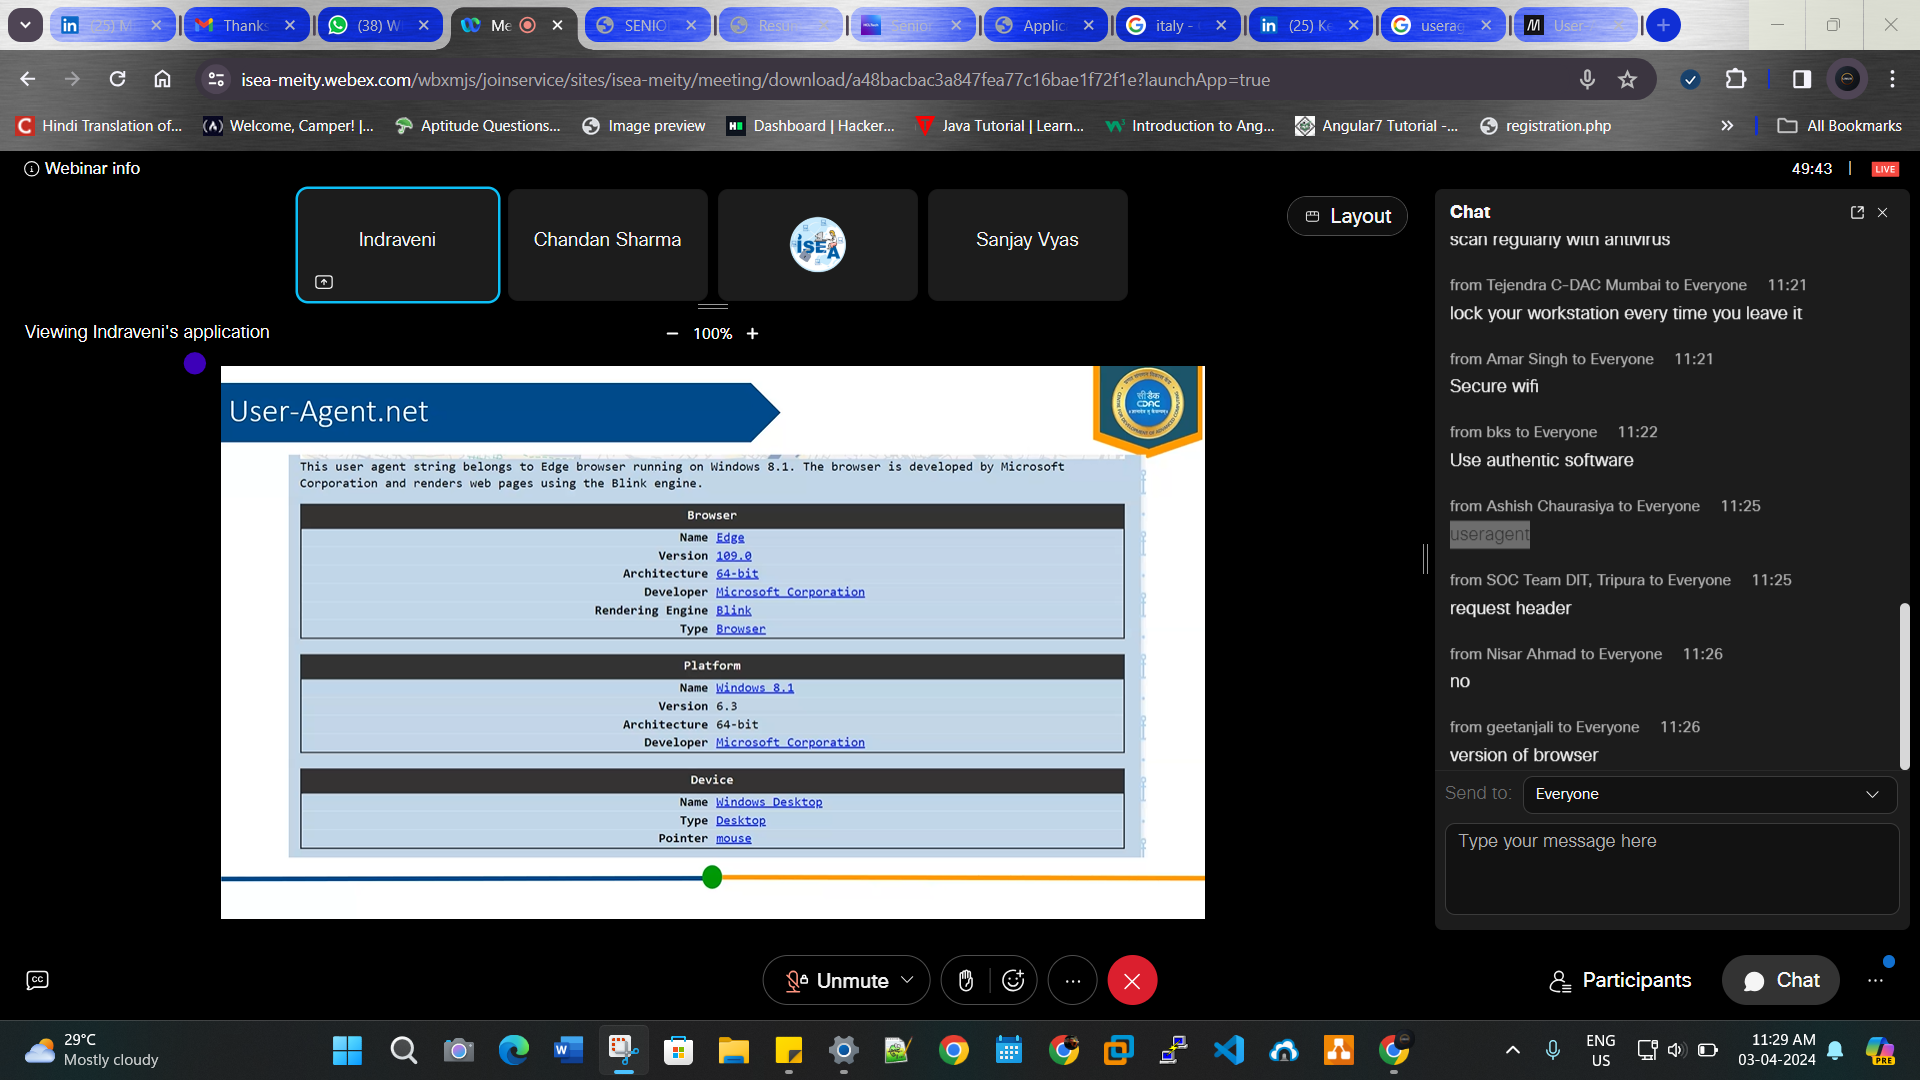 (25) M
Thanks
(38) W
Me
SENIO
Resu
Senior
Applic
italy -
(25) Ke
userag
User-
isea-meity.webex.com/wbxmjs/joinservice/sites/isea-meity/meeting/download/a48bacbac3a847fea77c16bae1f72f1e?launchApp=true
Hindi Translation of...
Welcome, Camper! |...
Aptitude Questions...
Image preview
Dashboard | Hacker...
Java Tutorial | Learn...
Introduction to Ang...
Angular7 Tutorial -...
registration.php
All Bookmarks
Webinar info
49:43
LIVE
Indraveni
Chandan Sharma
ISEA
Sanjay Vyas
Layout
Viewing Indraveni's application
100%
User-Agent.net
सी डैक
CDAC
This user agent string belongs to Edge browser running on Windows 8.1. The browser is developed by Microsoft
Corporation and renders web pages using the Blink engine.
Browser
Name Edge
Version 109.0
Architecture 64-bit
Developer Microsoft Corporation
Rendering Engine Blink
Type Browser
Platform
Name Windows 8.1
Version 6.3
Architecture 64-bit
Developer Microsoft Corporation
Device
Name Windows Desktop
Type Desktop
Pointer mouse
Chat
scan regularly with antivirus
from Tejendra C-DAC Mumbai to Everyone 11:21
lock your workstation every time you leave it
from Amar Singh to Everyone 11:21
Secure wifi
from bks to Everyone 11:22
Use authentic software
from Ashish Chaurasiya to Everyone 11:25
useragent
from SOC Team DIT, Tripura to Everyone 11:25
request header
from Nisar Ahmad to Everyone 11:26
no
from geetanjali to Everyone 11:26
version of browser
Send to: Everyone
Type your message here
CC
Unmute
Participants
Chat
29°C
Mostly cloudy
ENG
US
11:29 AM
03-04-2024
PRE